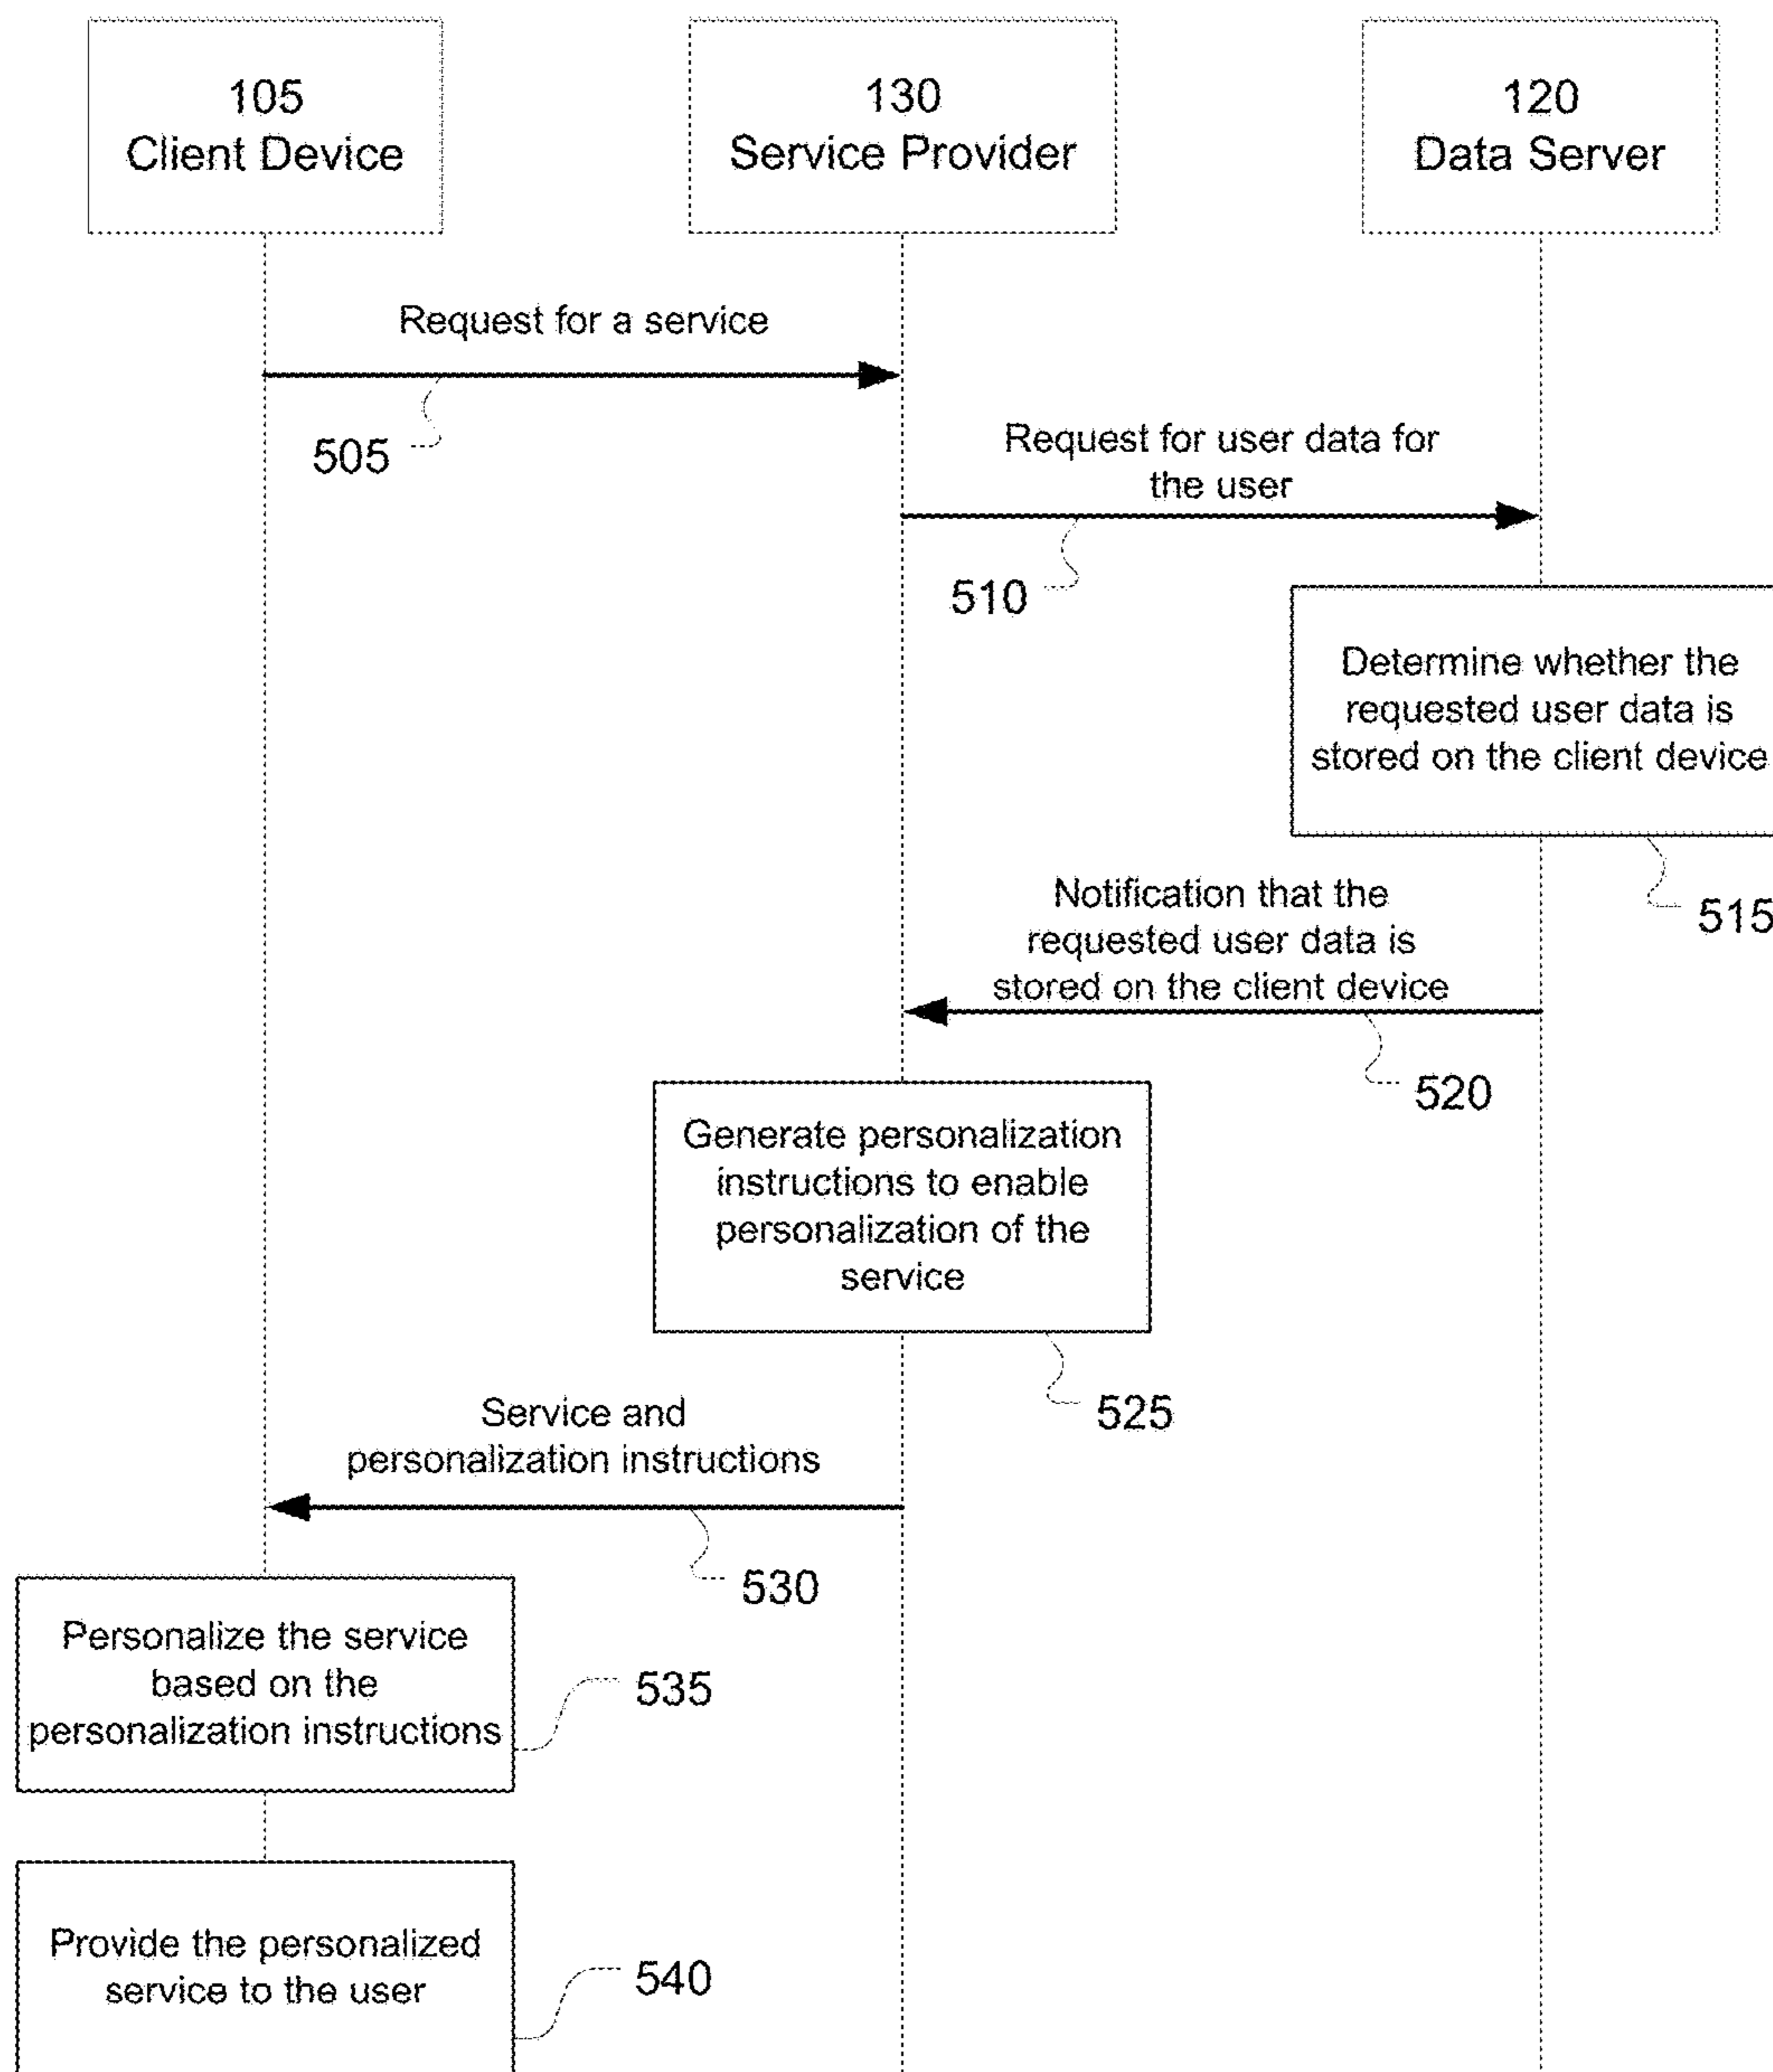 105
Client Device
130
Service Provider
120
Data Server
Request for a service
505
Request for user data for
the user
510
Determine whether the
requested user data is
stored on the client device
515
Notification that the
requested user data is
stored on the client device
520
Generate personalization
instructions to enable
personalization of the
service
525
Service and
personalization instructions
530
Personalize the service
based on the
personalization instructions
535
Provide the personalized
service to the user
540